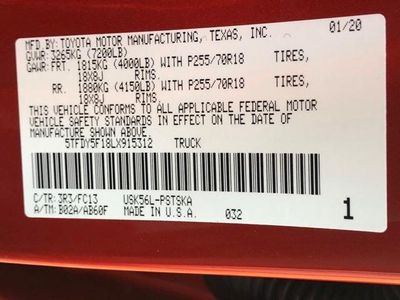 MFD.BY: TOYOTA MOTOR MANUFACTURING, TEXAS, INC. 01/20
GVWR: 3265KG (7200LB)
GAWR:FRT. 1815KG (4000LB) WITH P255/70R18 TIRES,
18X8J RIMS.
RR. 1880KG (4150LB) WITH P255/70R18 TIRES,
18X8J RIMS.
THIS VEHICLE CONFORMS TO ALL APPLICABLE FEDERAL MOTOR
VEHICLE SAFETY STANDARDS IN EFFECT ON THE DATE OF
MANUFACTURE SHOWN ABOVE.
5TFDY5F18LX915312 TRUCK
C/TR: 3R3/FC13 USK56L-PSTSKA
A/TM: B02A/AB60F MADE IN U.S.A. 032 1